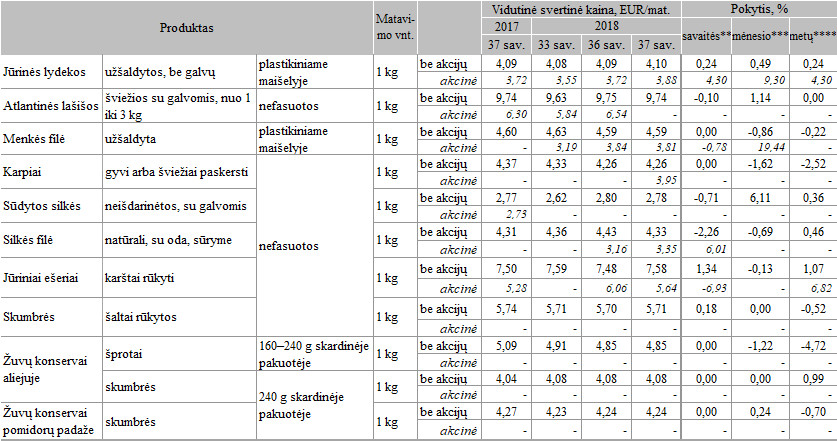 Produktas Matavimo vnt. Vidutinė svertinė kaina, EUR/mat. Pokytis, %
2017 2018 savaitės** mėnesio*** metų****
37 sav. 33 sav. 36 sav. 37 sav.
Jūrinės lydekos užšaldytos, be galvų plastikiniame maišelyje 1 kg be akcijų 4,09 4,08 4,09 4,10 0,24 0,49 0,24
akcinė 3,72 3,55 3,72 3,88 4,30 9,30 4,30
Atlantinės lašišos šviežios su galvomis, nuo 1 iki 3 kg nefasuotos 1 kg be akcijų 9,74 9,63 9,75 9,74 -0,10 1,14 0,00
akcinė 6,30 5,84 6,54 - - - -
Menkės filė užšaldyta plastikiniame maišelyje 1 kg be akcijų 4,60 4,63 4,59 4,59 0,00 -0,86 -0,22
akcinė - 3,19 3,84 3,81 -0,78 19,44 -
Karpiai gyvi arba šviežiai paskersti nefasuotos 1 kg be akcijų 4,37 4,33 4,26 4,26 0,00 -1,62 -2,52
akcinė - - - 3,95 - - -
Sūdytos silkės neišdarinėtos, su galvomis 1 kg be akcijų 2,77 2,62 2,80 2,78 -0,71 6,11 0,36
akcinė 2,73 - - - - - -
Silkės filė natūrali, su oda, sūryme 1 kg be akcijų 4,31 4,36 4,43 4,33 -2,26 -0,69 0,46
akcinė - - 3,16 3,35 6,01 - -
Jūriniai ešeriai karštai rūkyti 1 kg be akcijų 7,50 7,59 7,48 7,58 1,34 -0,13 1,07
akcinė 5,28 - 6,06 5,64 -6,93 - 6,82
Skumbrės šaltai rūkytos 1 kg be akcijų 5,74 5,71 5,70 5,71 0,18 0,00 -0,52
akcinė - - - - - - -
Žuvų konservai aliejuje šprotai 160–240 g skardinėje pakuotėje 1 kg be akcijų 5,09 4,91 4,85 4,85 0,00 -1,22 -4,72
akcinė - - - - - - -
skumbrės 240 g skardinėje pakuotėje 1 kg be akcijų 4,04 4,08 4,08 4,08 0,00 0,00 0,99
akcinė - - - - - - -
Žuvų konservai pomidorų padaže skumbrės 1 kg be akcijų 4,27 4,23 4,24 4,24 0,00 0,24 -0,70
akcinė - - - - - - -